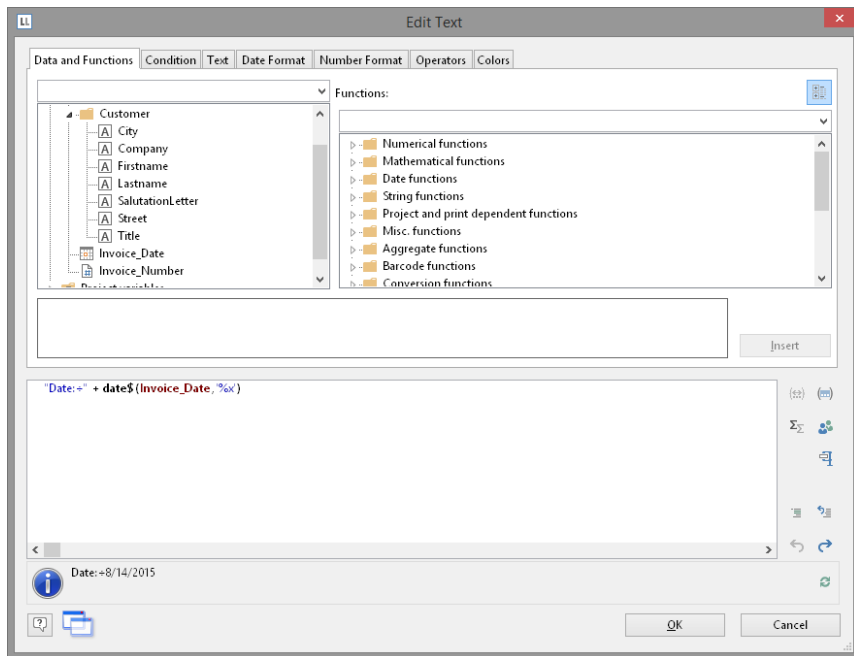 LL
Edit Text
Data and Functions Condition Text Date Format Number Format Operators Colors
Functions:
Customer
City
Company
Firstname
Lastname
SalutationLetter
Street
Title
Invoice_Date
Invoice_Number
Project variables
Numerical functions
Mathematical functions
Date functions
String functions
Project and print dependent functions
Misc. functions
Aggregate functions
Barcode functions
Conversion functions
Insert
"Date:÷" + date$(Invoice_Date,'%x')
Date:÷8/14/2015
OK Cancel